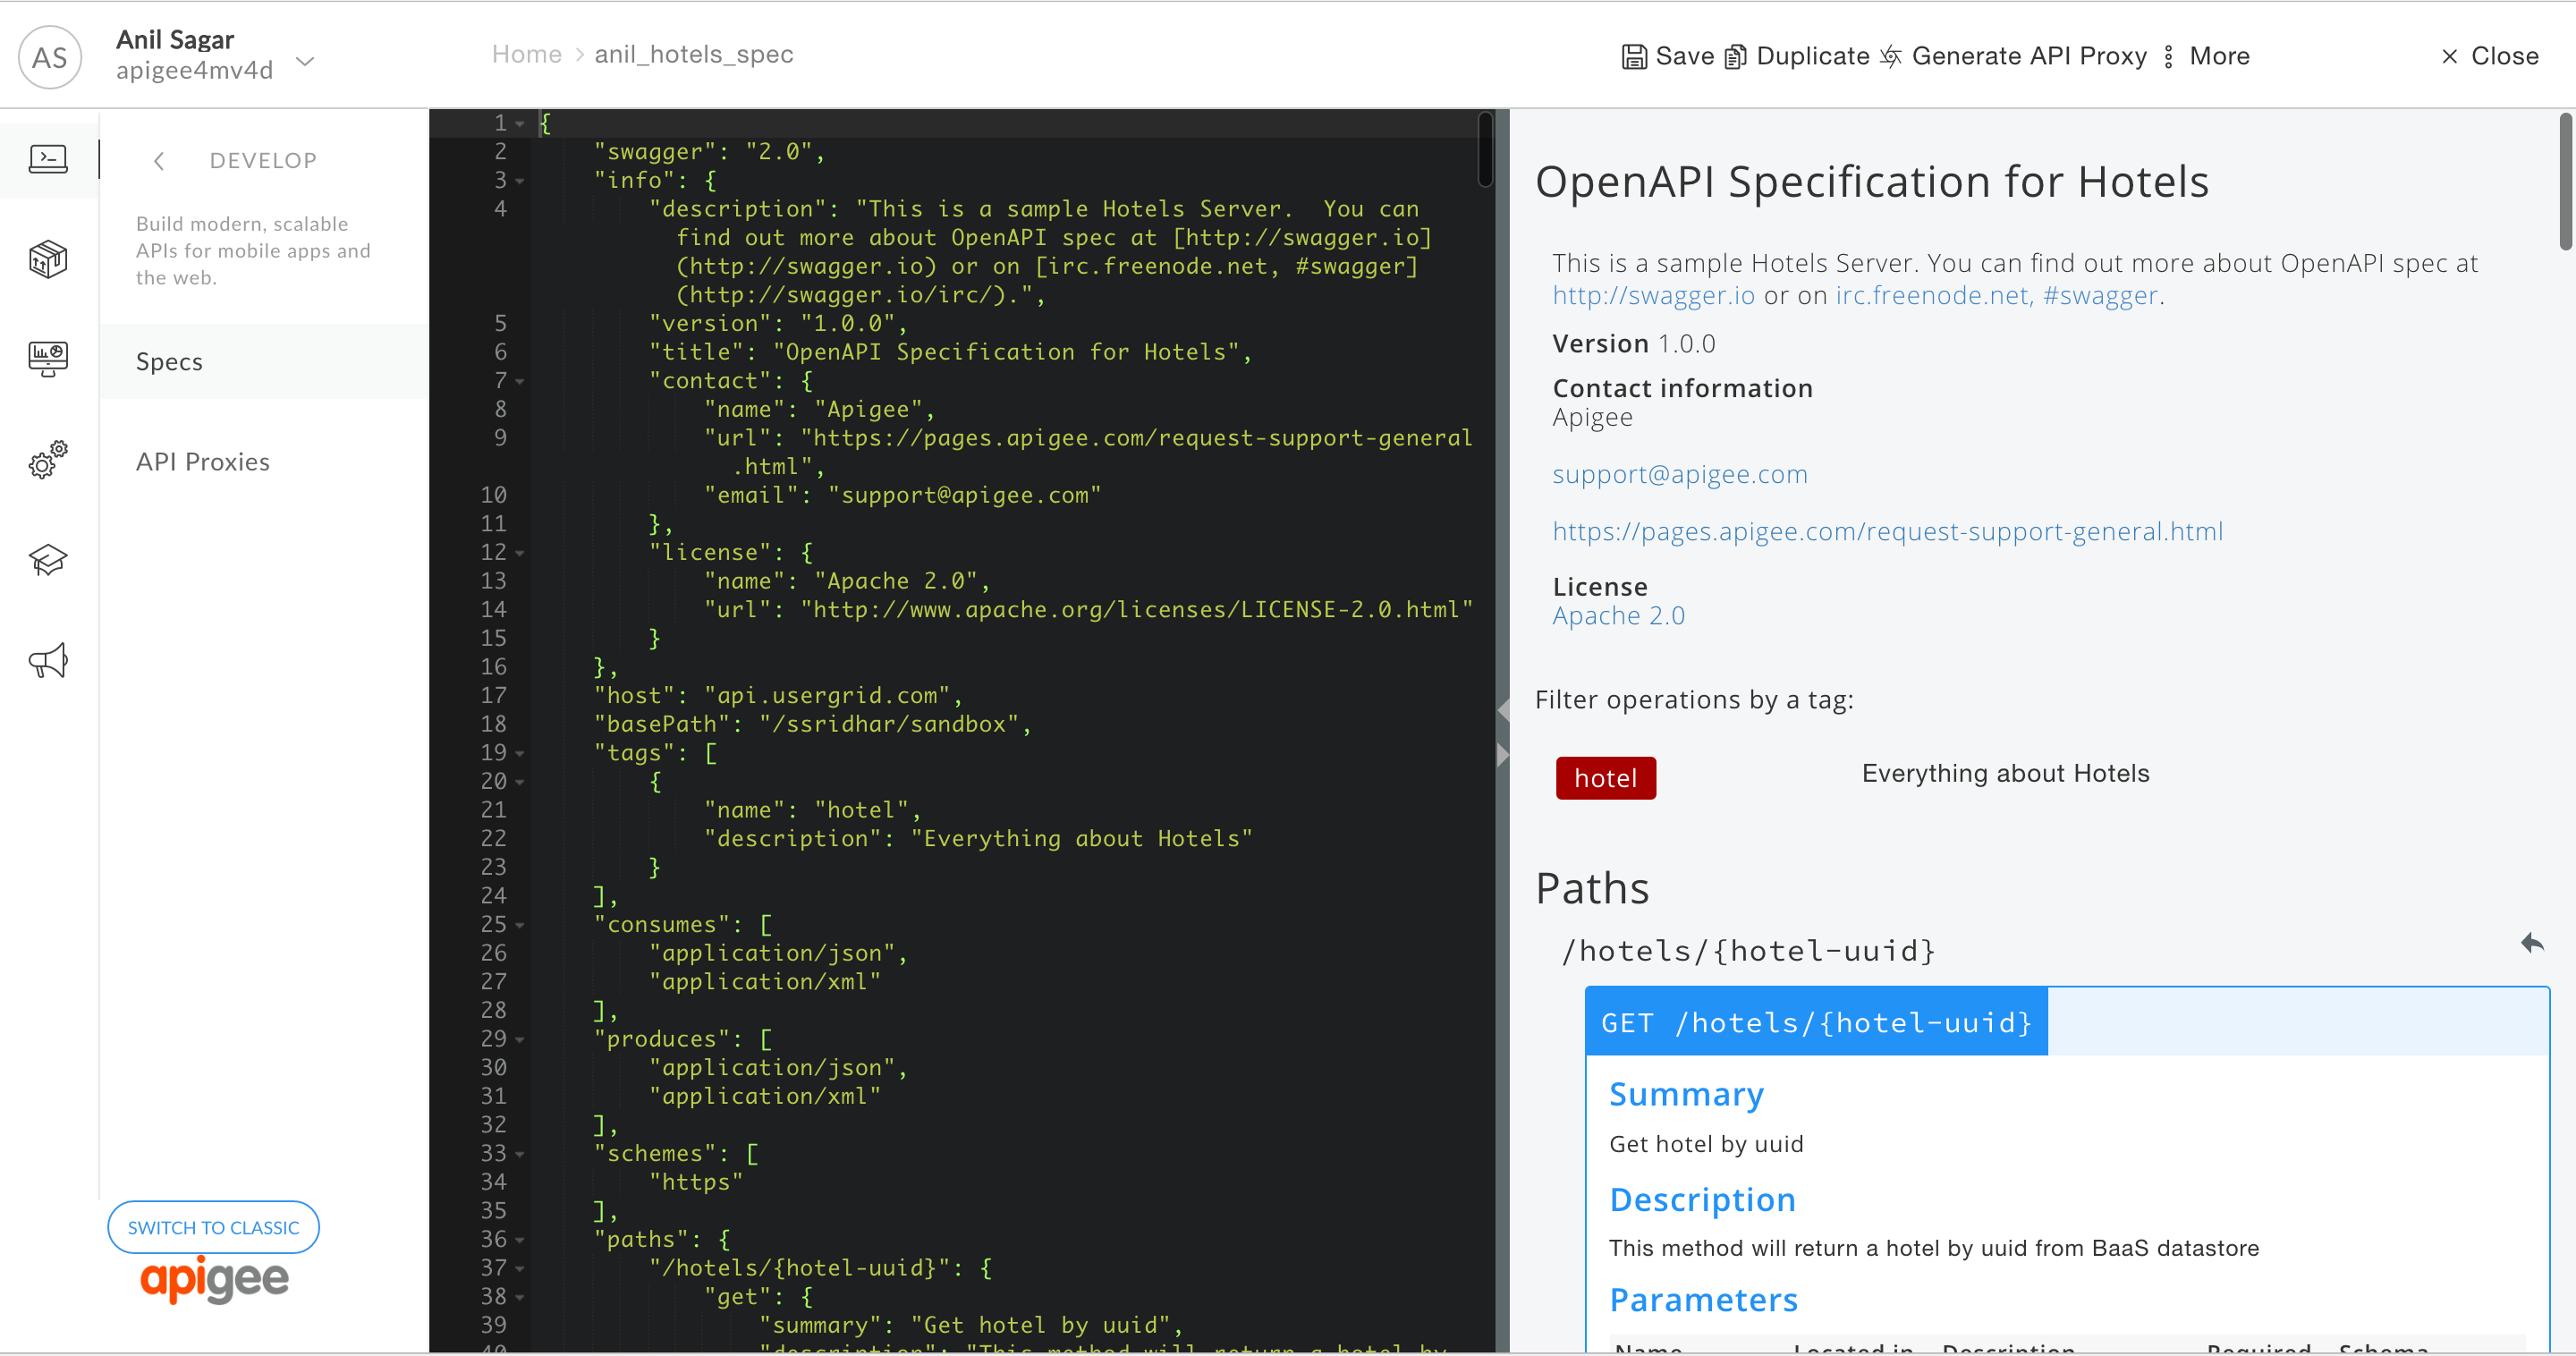 AS
Anil Sagar
apigee4mv4d
Home > anil_hotels_spec
Save Duplicate Generate API Proxy More
× Close
DEVELOP
Build modern, scalable
APIs for mobile apps and
the web.
Specs
API Proxies
SWITCH TO CLASSIC
apigee
1 {
2 "swagger": "2.0",
3 "info": {
4 "description": "This is a sample Hotels Server.  You can
find out more about OpenAPI spec at [http://swagger.io]
(http://swagger.io) or on [irc.freenode.net, #swagger]
(http://swagger.io/irc/).",
5 "version": "1.0.0",
6 "title": "OpenAPI Specification for Hotels",
7 "contact": {
8 "name": "Apigee",
9 "url": "https://pages.apigee.com/request-support-general
.html",
10 "email": "support@apigee.com"
11 },
12 "license": {
13 "name": "Apache 2.0",
14 "url": "http://www.apache.org/licenses/LICENSE-2.0.html"
15 }
16 },
17 "host": "api.usergrid.com",
18 "basePath": "/ssridhar/sandbox",
19 "tags": [
20 {
21 "name": "hotel",
22 "description": "Everything about Hotels"
23 }
24 ],
25 "consumes": [
26 "application/json",
27 "application/xml"
28 ],
29 "produces": [
30 "application/json",
31 "application/xml"
32 ],
33 "schemes": [
34 "https"
35 ],
36 "paths": {
37 "/hotels/{hotel-uuid}": {
38 "get": {
39 "summary": "Get hotel by uuid",
40 "description": "This method will return a hotel by
OpenAPI Specification for Hotels
This is a sample Hotels Server. You can find out more about OpenAPI spec at
http://swagger.io or on irc.freenode.net, #swagger.
Version 1.0.0
Contact information
Apigee
support@apigee.com
https://pages.apigee.com/request-support-general.html
License
Apache 2.0
Filter operations by a tag:
hotel Everything about Hotels
Paths
/hotels/{hotel-uuid}
GET /hotels/{hotel-uuid}
Summary
Get hotel by uuid
Description
This method will return a hotel by uuid from BaaS datastore
Parameters
Name Located in Description Required Schema